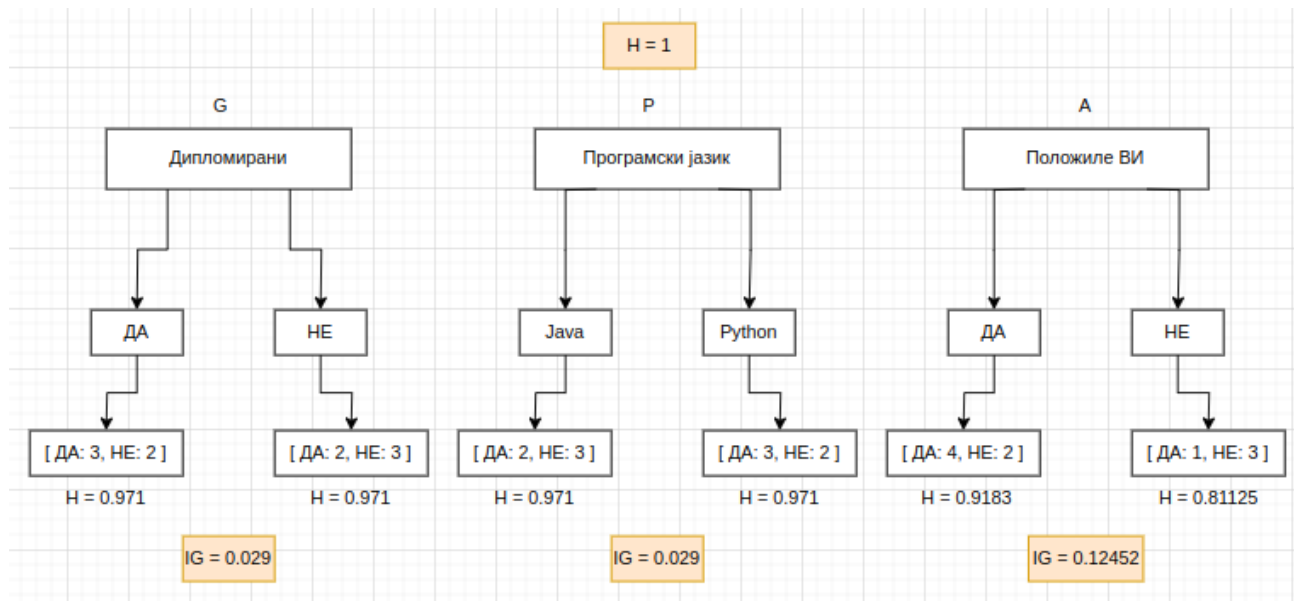 H = 1
G
P
A
Дипломирани
Програмски јазик
Положиле ВИ
ДА
НЕ
Java
Python
ДА
НЕ
[ ДА: 3, НЕ: 2 ]
[ ДА: 2, НЕ: 3 ]
[ ДА: 2, НЕ: 3 ]
[ ДА: 3, НЕ: 2 ]
[ ДА: 4, НЕ: 2 ]
[ ДА: 1, НЕ: 3 ]
H = 0.971
H = 0.971
H = 0.971
H = 0.971
H = 0.9183
H = 0.81125
IG = 0.029
IG = 0.029
IG = 0.12452